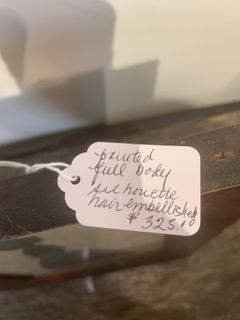 painted
full body
silhouette
hair embellished
$325.00